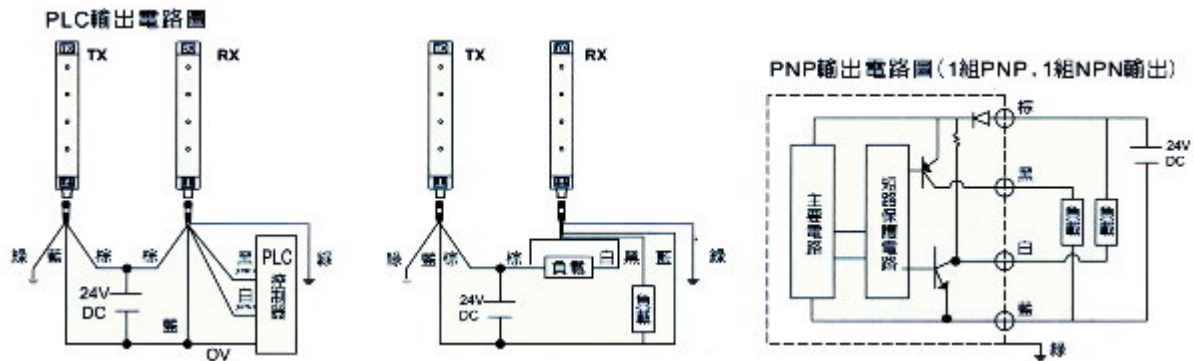 PLC輸出電路圖
TX
RX
綠
藍
棕
棕
黑
白
PLC
控制器
綠
24V
DC
藍
OV
TX
RX
綠
藍
棕
棕
負載
白
黑
藍
綠
24V
DC
負載
PNP輸出電路圖(1組PNP,1組NPN輸出)
棕
24V
DC
黑
主電路
短路保護電路
負載
負載
白
藍
綠